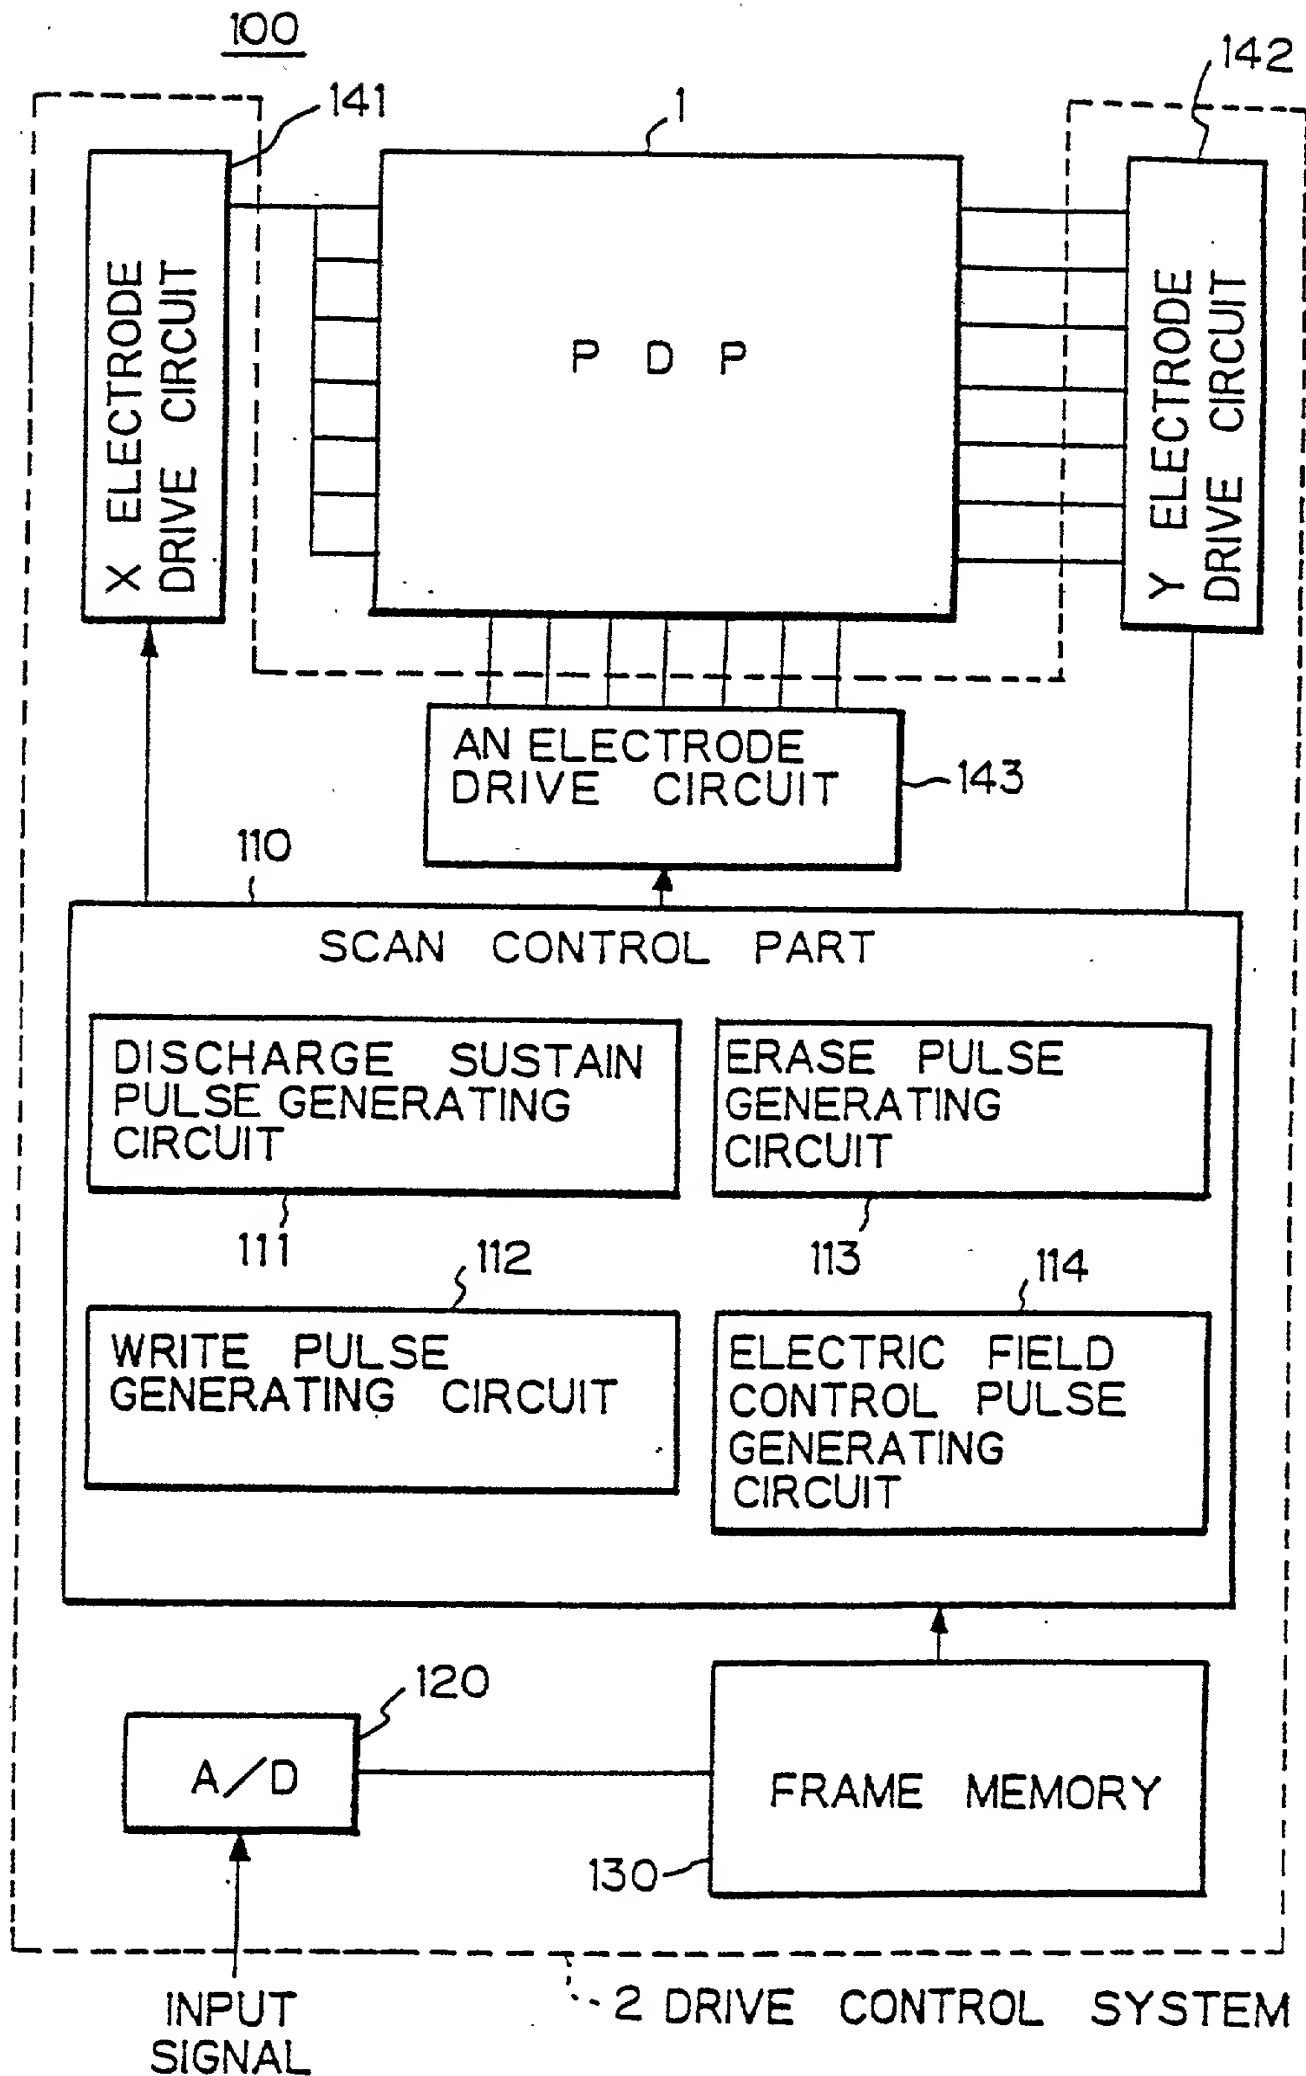 100
141
1
142
X ELECTRODE
DRIVE CIRCUIT
P D P
Y ELECTRODE
DRIVE CIRCUIT
AN ELECTRODE
DRIVE CIRCUIT
143
110
SCAN CONTROL PART
DISCHARGE SUSTAIN
PULSE GENERATING
CIRCUIT
111
ERASE PULSE
GENERATING
CIRCUIT
113
112
WRITE PULSE
GENERATING CIRCUIT
114
ELECTRIC FIELD
CONTROL PULSE
GENERATING
CIRCUIT
120
A/D
FRAME MEMORY
130
INPUT
SIGNAL
2 DRIVE CONTROL SYSTEM